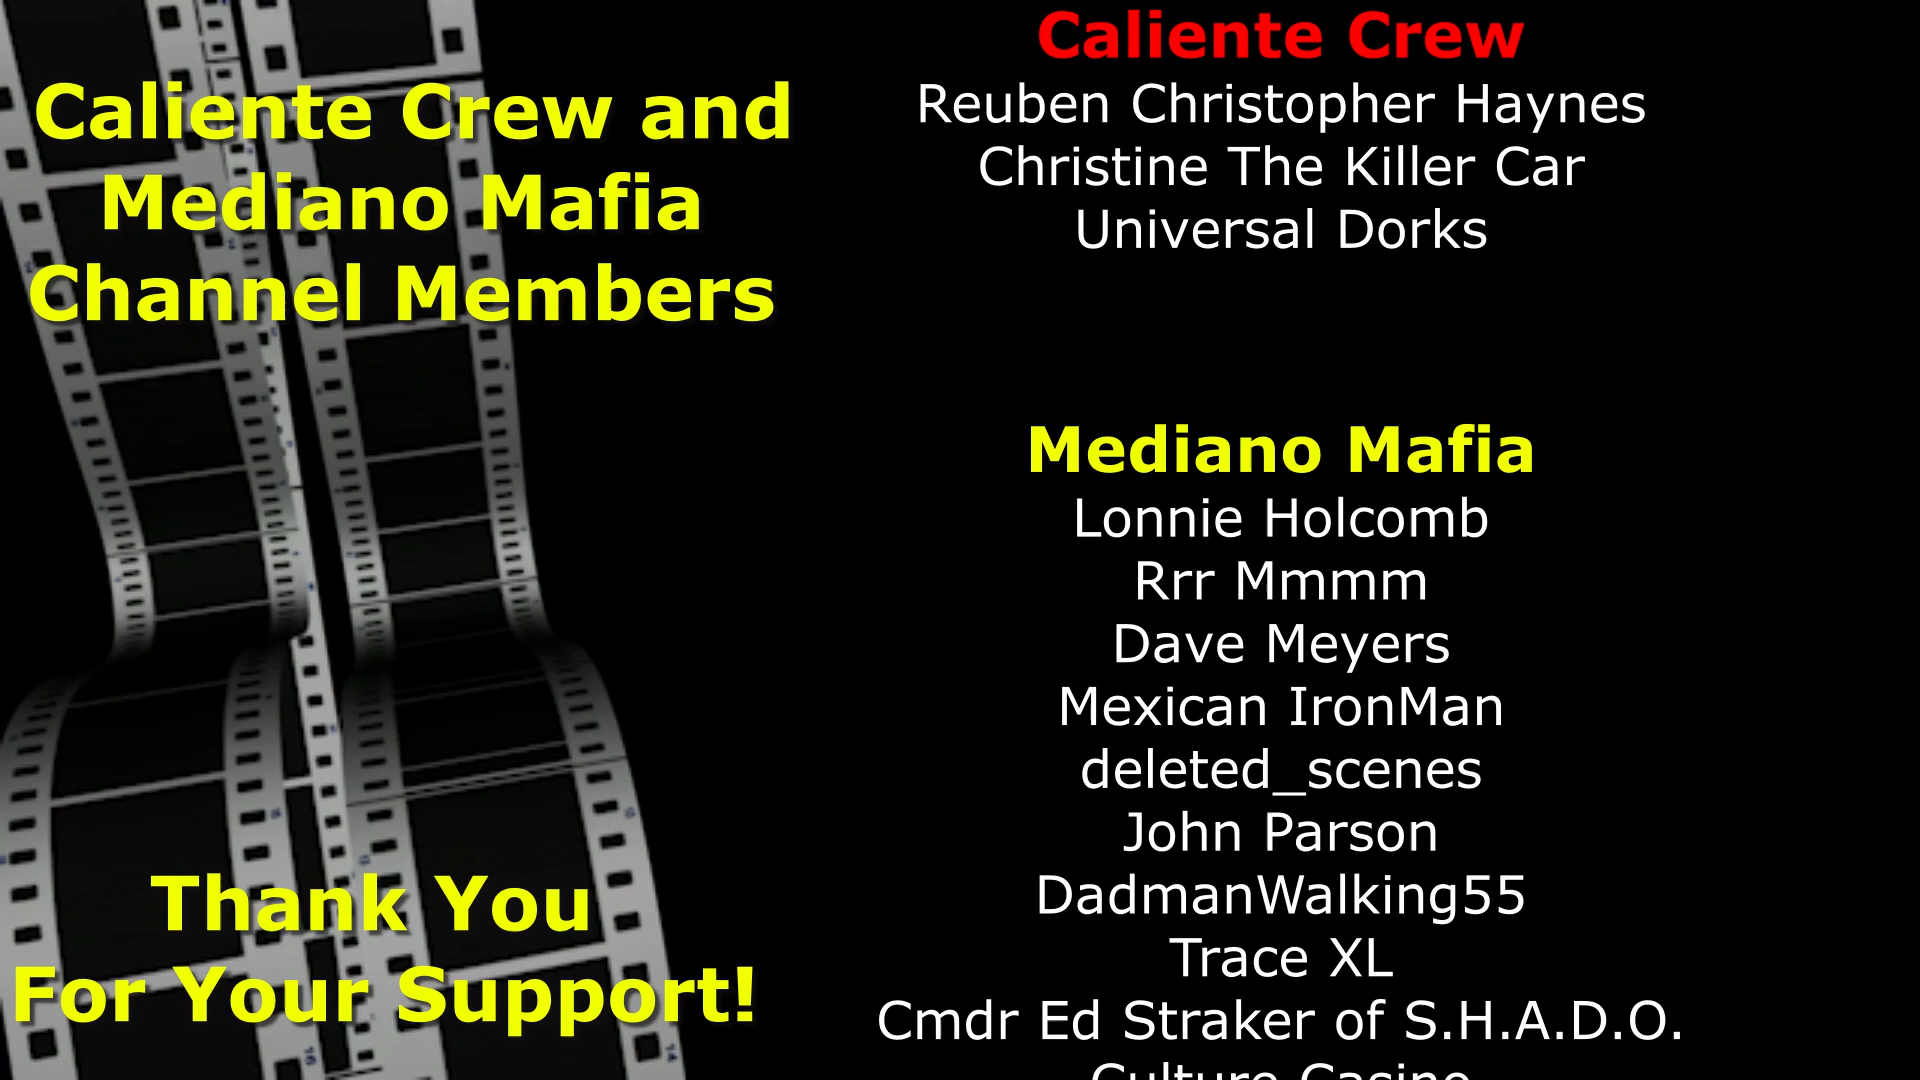 Caliente Crew and
Mediano Mafia
Channel Members
Thank You
For Your Support!
Caliente Crew
Reuben Christopher Haynes
Christine The Killer Car
Universal Dorks
Mediano Mafia
Lonnie Holcomb
Rrr Mmmm
Dave Meyers
Mexican IronMan
deleted_scenes
John Parson
DadmanWalking55
Trace XL
Cmdr Ed Straker of S.H.A.D.O.
Culture Casino